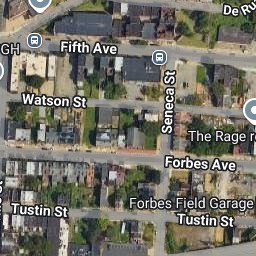 De Ru
Fifth Ave
GH
Watson St
Seneca St
The Rage r
Forbes Ave
Forbes Field Garage
Tustin St
Tustin St